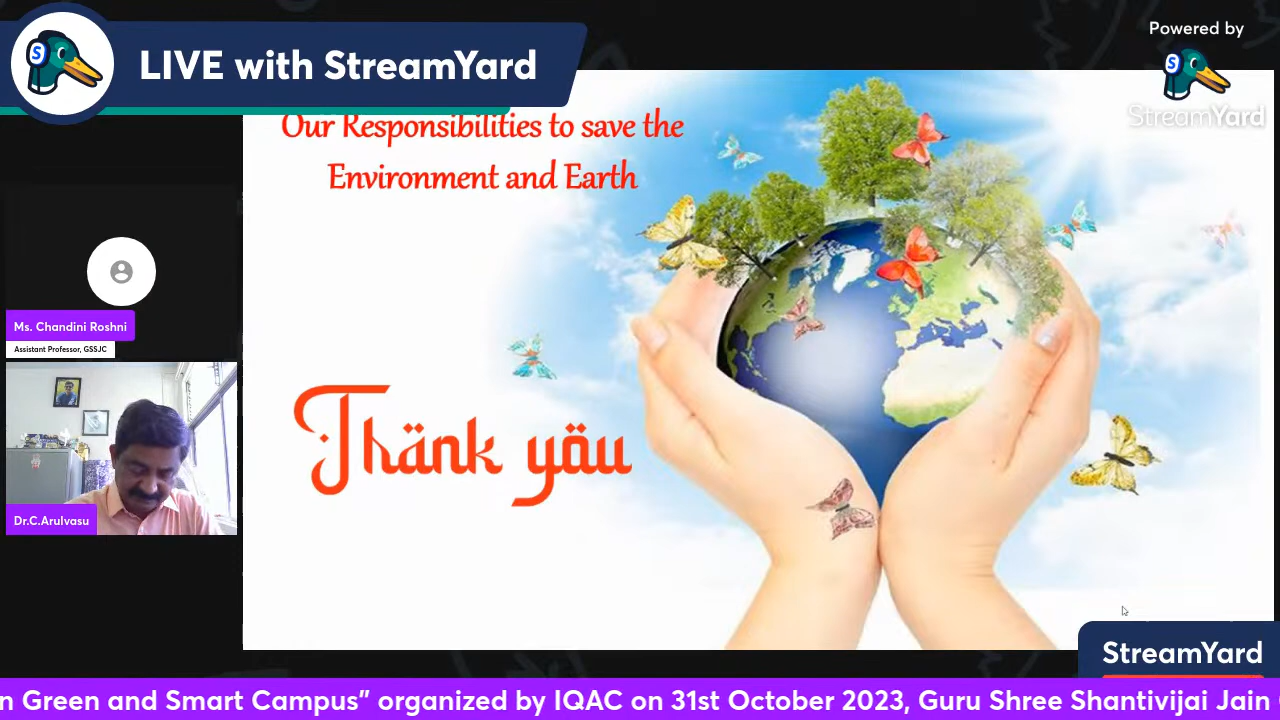 LIVE with StreamYard
Powered by
StreamYard
Our Responsibilities to save the
Environment and Earth
Thänk yöu
Ms. Chandini Roshni
Assistant Professor, GSSJC
Dr.C.Arulvasu
StreamYard
n Green and Smart Campus” organized by IQAC on 31st October 2023, Guru Shree Shantivijai Jain